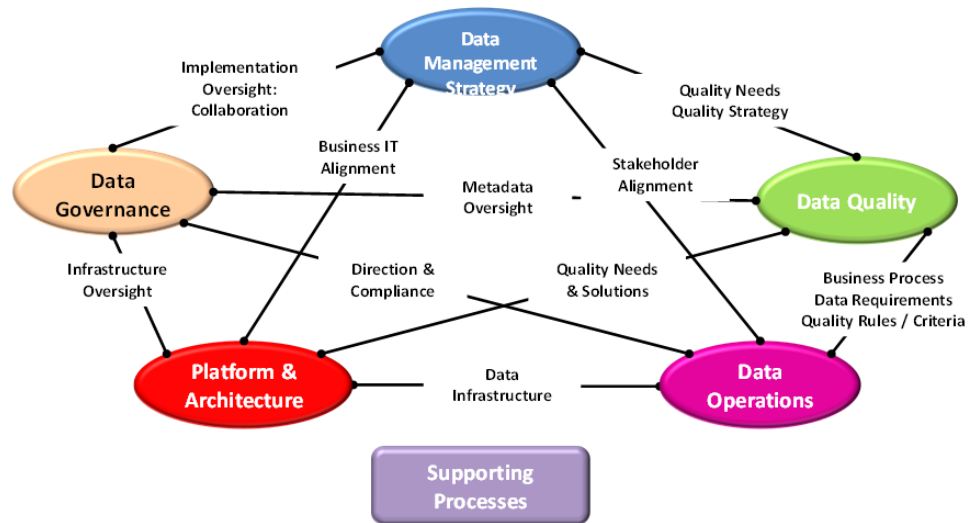 Data
Management
Strategy
Implementation
Oversight:
Collaboration
Quality Needs
Quality Strategy
Business IT
Alignment
Stakeholder
Alignment
Data
Governance
Metadata
Oversight
Data Quality
Infrastructure
Oversight
Direction &
Compliance
Quality Needs
& Solutions
Business Process
Data Requirements
Quality Rules / Criteria
Platform &
Architecture
Data
Infrastructure
Data
Operations
Supporting
Processes